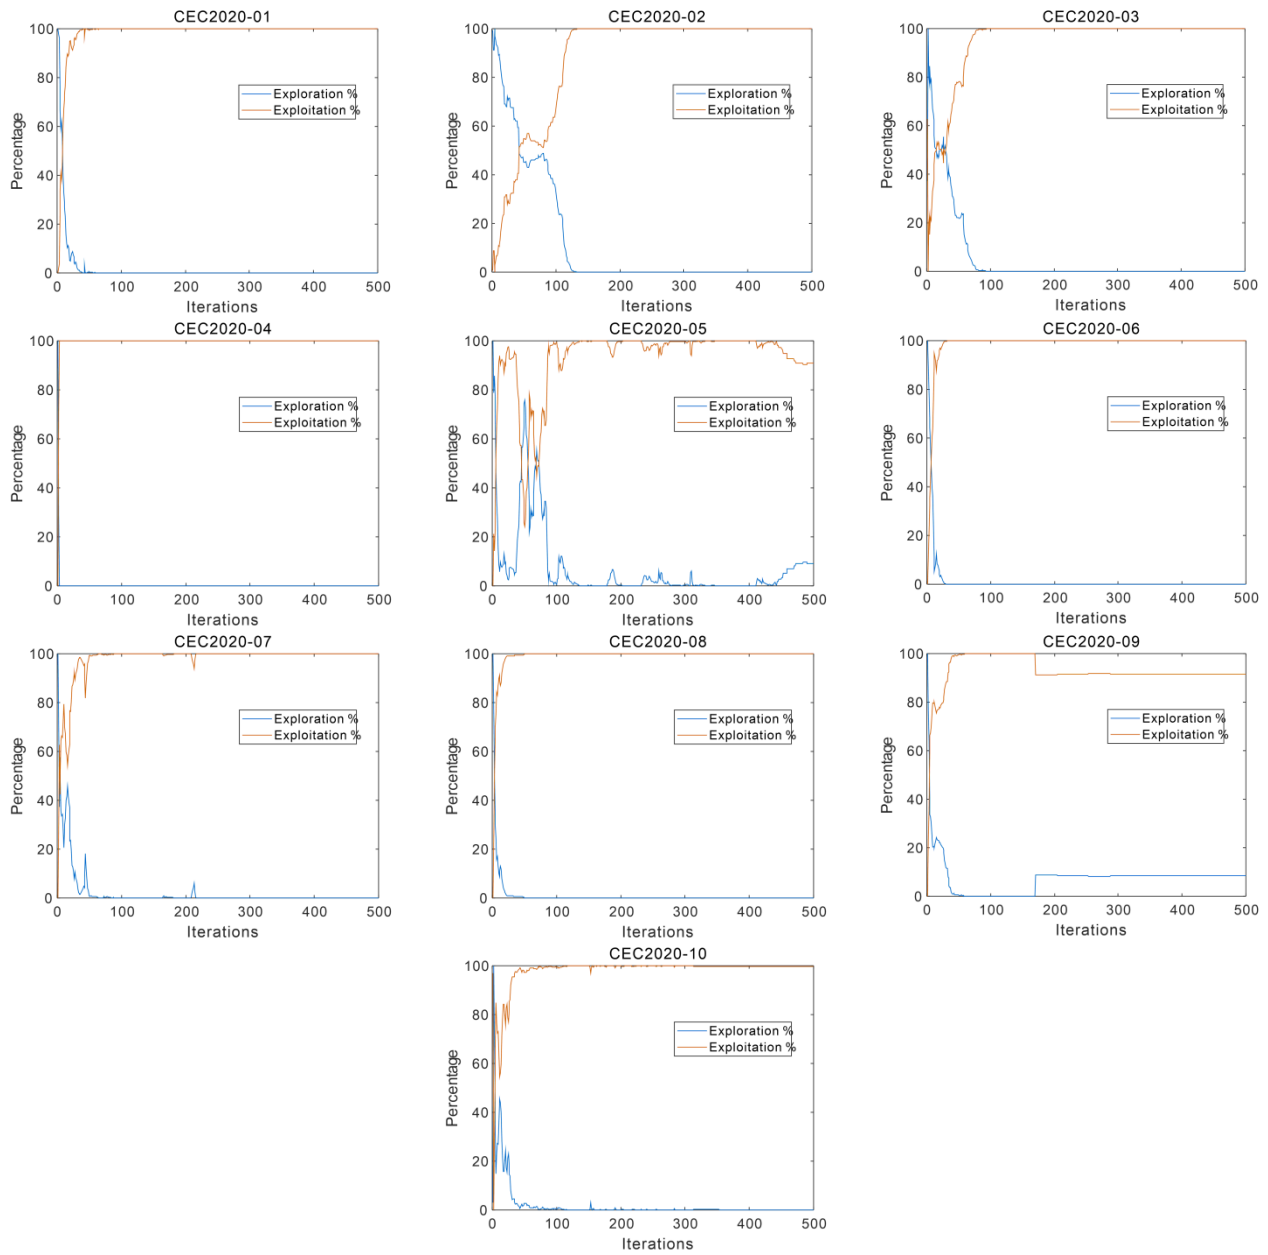 CEC2020-01
100
80
60
40
20
0
Percentage
Exploration %
Exploitation %
0 100 200 300 400 500
Iterations
CEC2020-02
100
80
60
40
20
0
Percentage
Exploration %
Exploitation %
0 100 200 300 400 500
Iterations
CEC2020-03
100
80
60
40
20
0
Percentage
Exploration %
Exploitation %
0 100 200 300 400 500
Iterations
CEC2020-04
100
80
60
40
20
0
Percentage
Exploration %
Exploitation %
0 100 200 300 400 500
Iterations
CEC2020-05
100
80
60
40
20
0
Percentage
Exploration %
Exploitation %
0 100 200 300 400 500
Iterations
CEC2020-06
100
80
60
40
20
0
Percentage
Exploration %
Exploitation %
0 100 200 300 400 500
Iterations
CEC2020-07
100
80
60
40
20
0
Percentage
Exploration %
Exploitation %
0 100 200 300 400 500
Iterations
CEC2020-08
100
80
60
40
20
0
Percentage
Exploration %
Exploitation %
0 100 200 300 400 500
Iterations
CEC2020-09
100
80
60
40
20
0
Percentage
Exploration %
Exploitation %
0 100 200 300 400 500
Iterations
CEC2020-10
100
80
60
40
20
0
Percentage
Exploration %
Exploitation %
0 100 200 300 400 500
Iterations